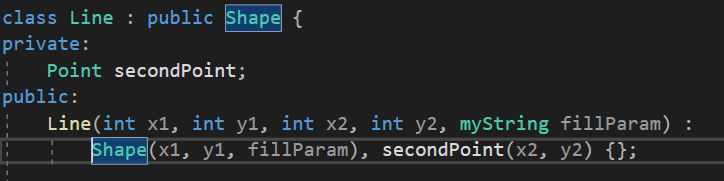 class Line : public Shape {
private:
Point secondPoint;
public:
Line(int x1, int y1, int x2, int y2, myString fillParam) :
Shape(x1, y1, fillParam), secondPoint(x2, y2) {};